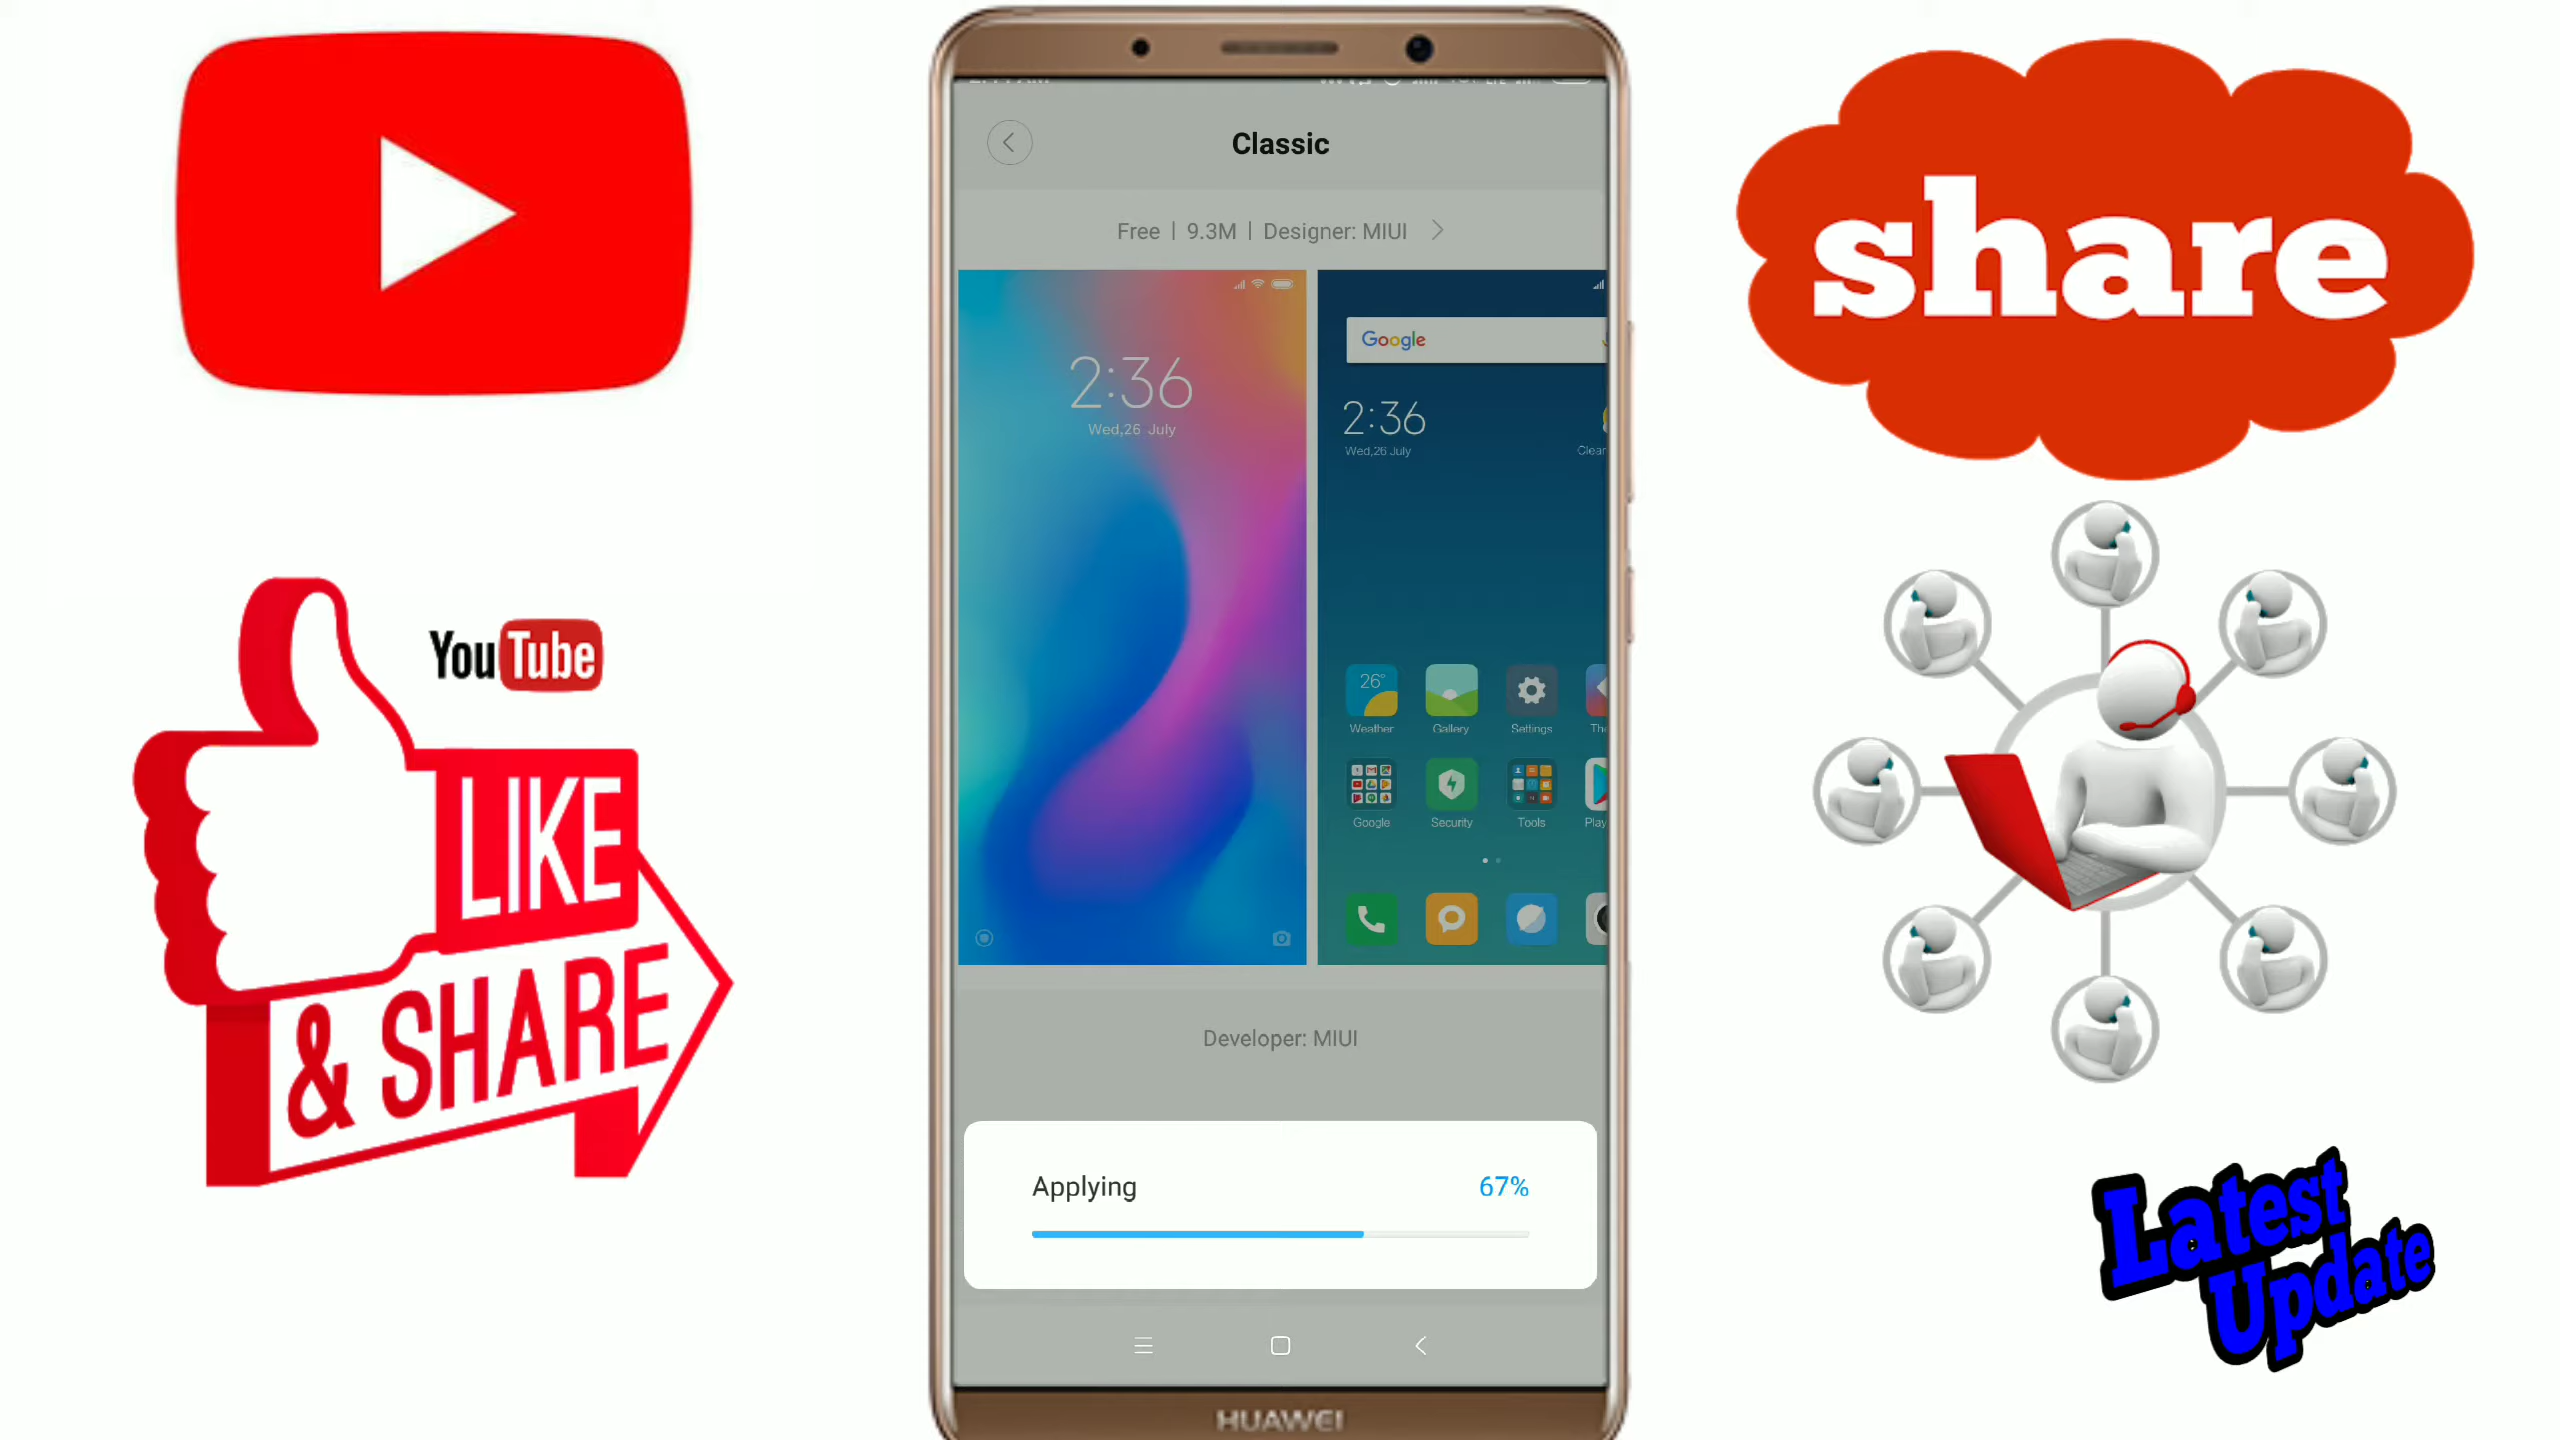 Classic
Free | 9.3M | Designer: MIUI
2:36
Wed,26 July
Google
2:36
Wed,26 July
Clear
26°
Weather
Gallery
Settings
Google
Security
Tools
Play
Developer: MIUI
Applying 67%
HUAWEI
YouTube
LIKE
& SHARE
share
Latest
Update